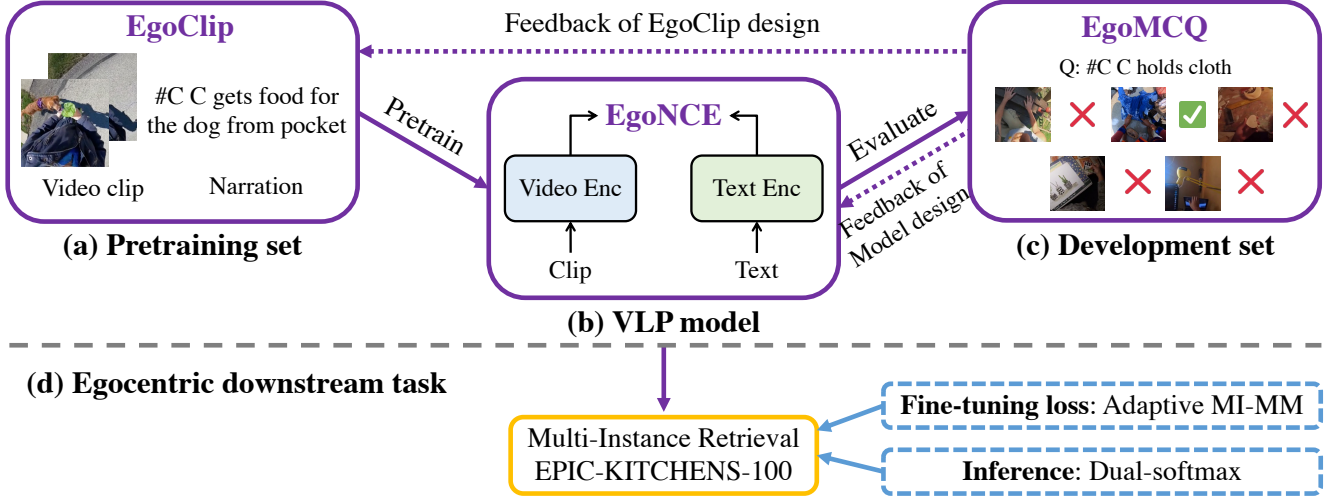 EgoClip
#C C gets food for
the dog from pocket
Video clip
Narration
(a) Pretraining set
Feedback of EgoClip design
Pretrain
EgoNCE
Video Enc
Text Enc
Clip
Text
(b) VLP model
Evaluate
Feedback of
Model design
EgoMCQ
Q: #C C holds cloth
(c) Development set
(d) Egocentric downstream task
Multi-Instance Retrieval
EPIC-KITCHENS-100
Fine-tuning loss: Adaptive MI-MM
Inference: Dual-softmax